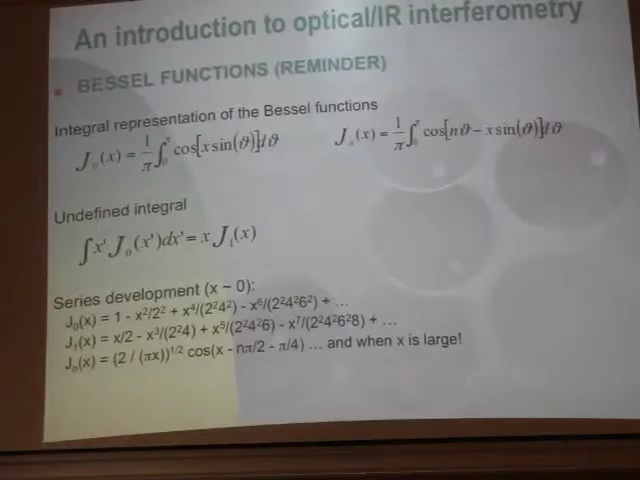 An introduction to optical/IR interferometry
BESSEL FUNCTIONS (REMINDER)
Integral representation of the Bessel functions
J₀(x) = 1/π ∫₀^π cos[x sin(ϑ)]dϑ    Jₙ(x) = 1/π ∫₀^π cos[nϑ − x sin(ϑ)]dϑ
Undefined integral
∫x' J₀(x')dx' = x J₁(x)
Series development (x ~ 0):
J₀(x) = 1 - x²/2² + x⁴/(2²4²) - x⁶/(2²4²6²) + …
J₁(x) = x/2 - x³/(2²4) + x⁵/(2²4²6) - x⁷/(2²4²6²8) + …
Jₙ(x) = (2 / (πx))^1/2 cos(x - nπ/2 - π/4) … and when x is large!